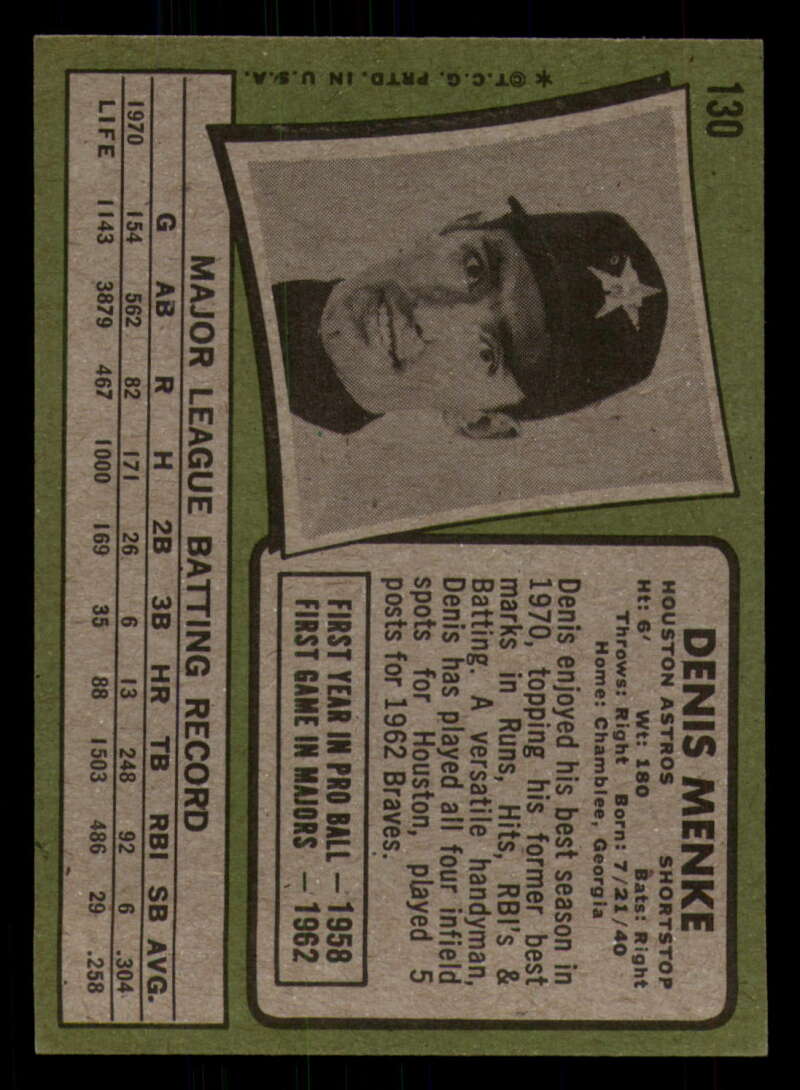 130
*©T.C.G. PRTD. IN U.S.A.
DENIS MENKE
HOUSTON ASTROS SHORTSTOP
Ht: 6' Wt: 180 Bats: Right
Throws: Right Born: 7/21/40
Home: Chamblee, Georgia
Denis enjoyed his best season in
1970, topping his former best
marks in Runs, Hits, RBI's &
Batting. A versatile handyman,
Denis has played all four infield
spots for Houston, played 5
posts for 1962 Braves.
FIRST YEAR IN PRO BALL — 1958
FIRST GAME IN MAJORS — 1962
MAJOR LEAGUE BATTING RECORD
G AB R H 2B 3B HR TB RBI SB AVG.
1970 154 562 82 171 26 6 13 248 92 6 .304
LIFE 1143 3879 467 1000 169 35 88 1503 486 29 .258